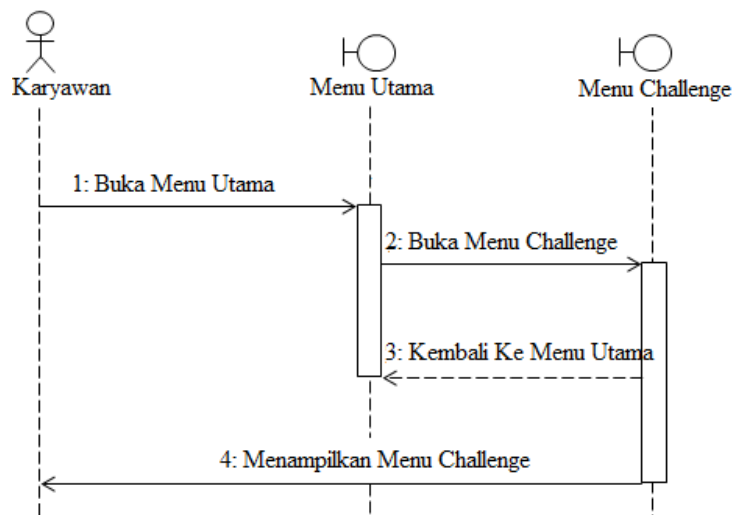 Karyawan
Menu Utama
Menu Challenge
1: Buka Menu Utama
2: Buka Menu Challenge
3: Kembali Ke Menu Utama
4: Menampilkan Menu Challenge